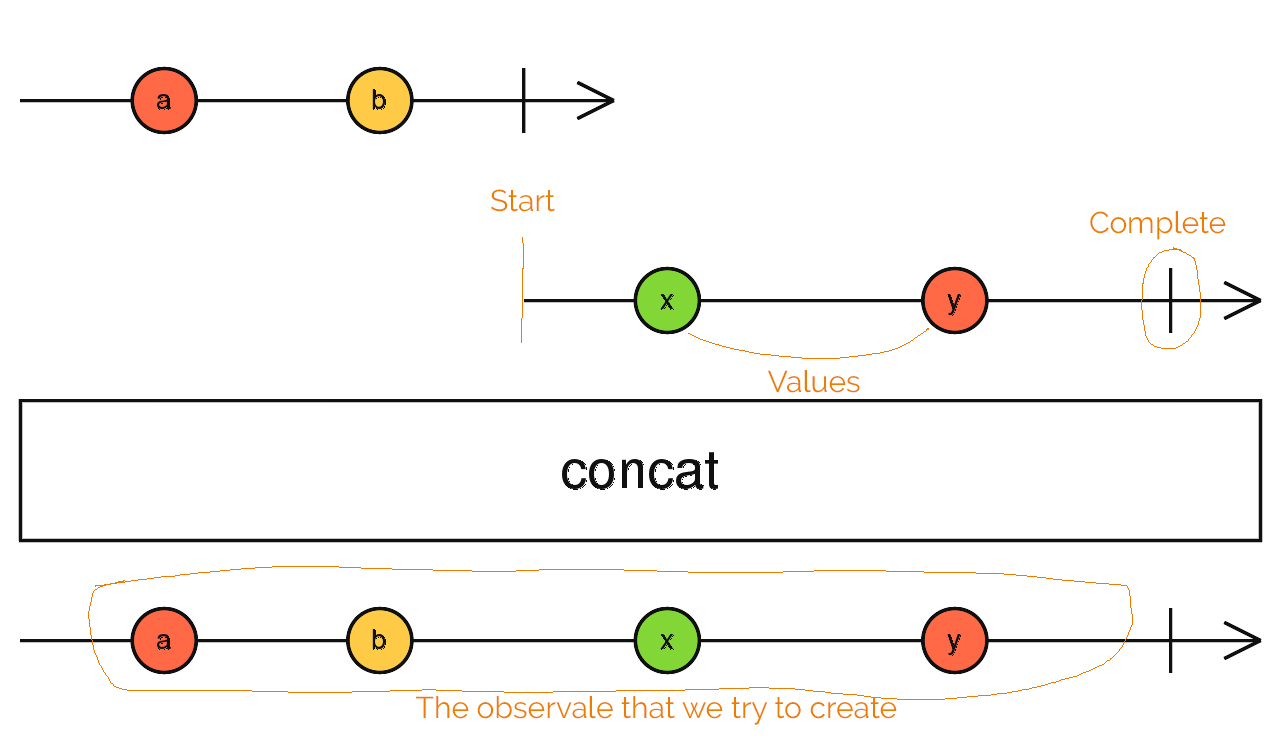 a
b
Start
Complete
x
y
Values
concat
a
b
x
y
The observale that we try to create